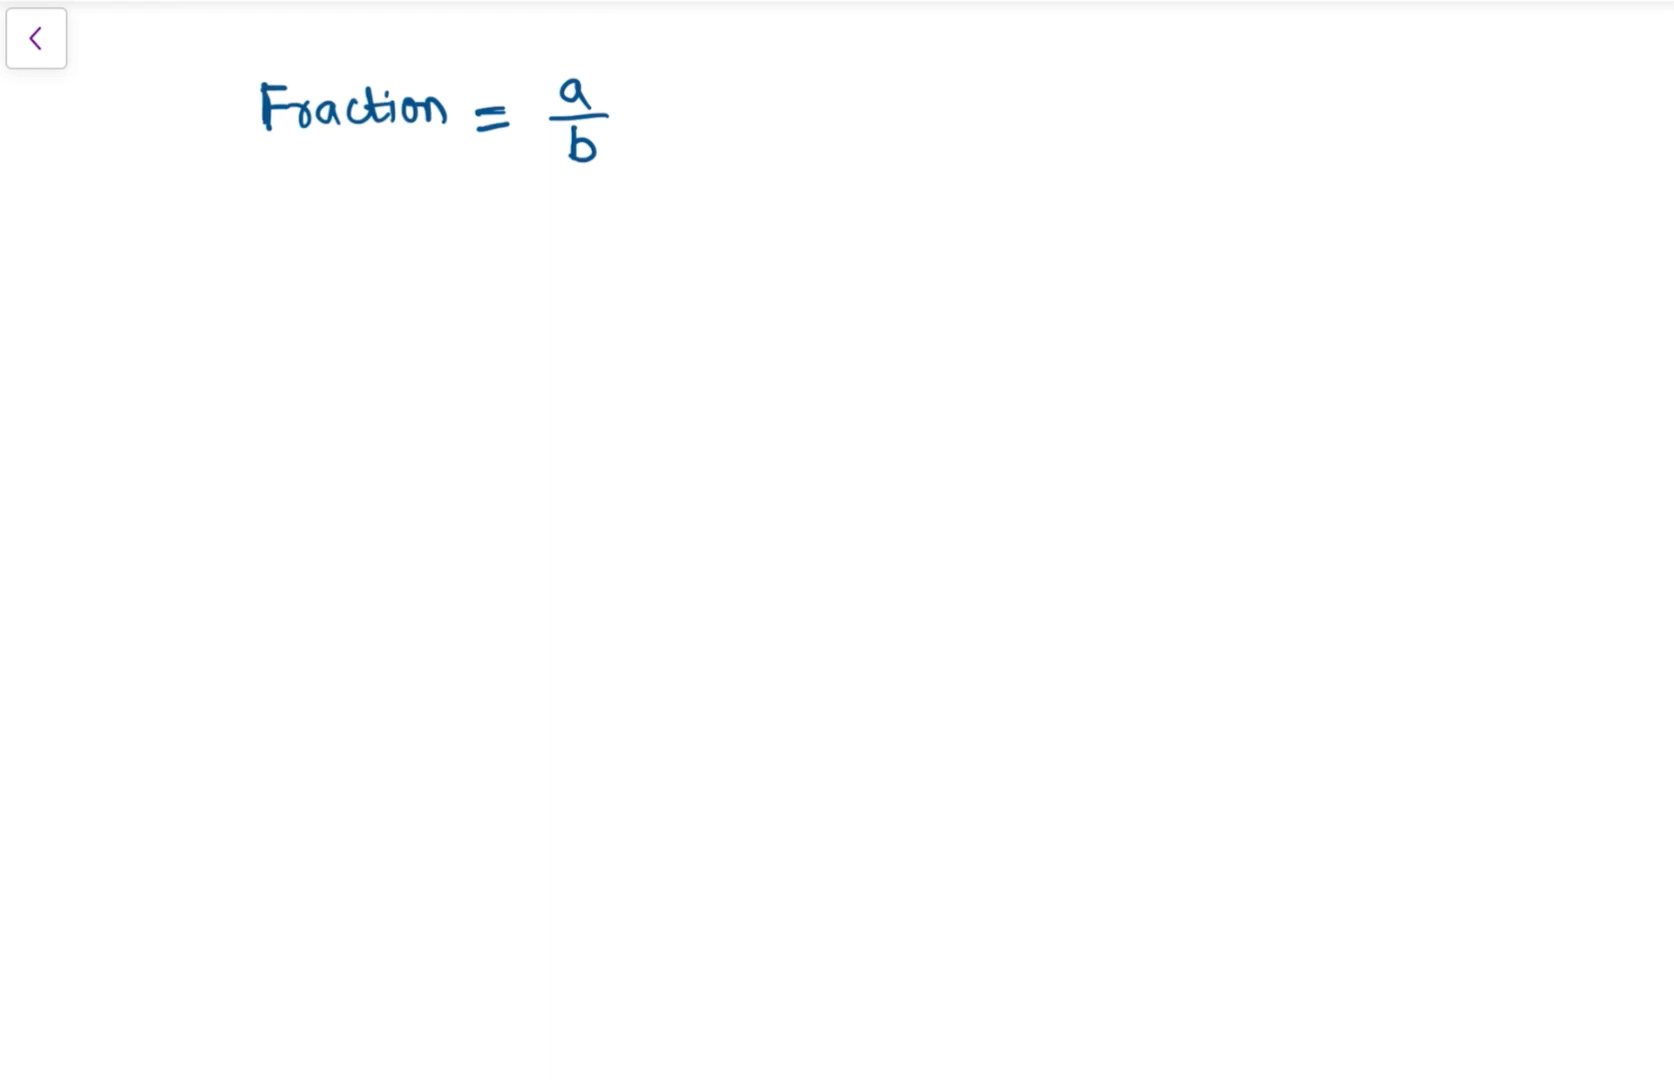 Fraction = a/b